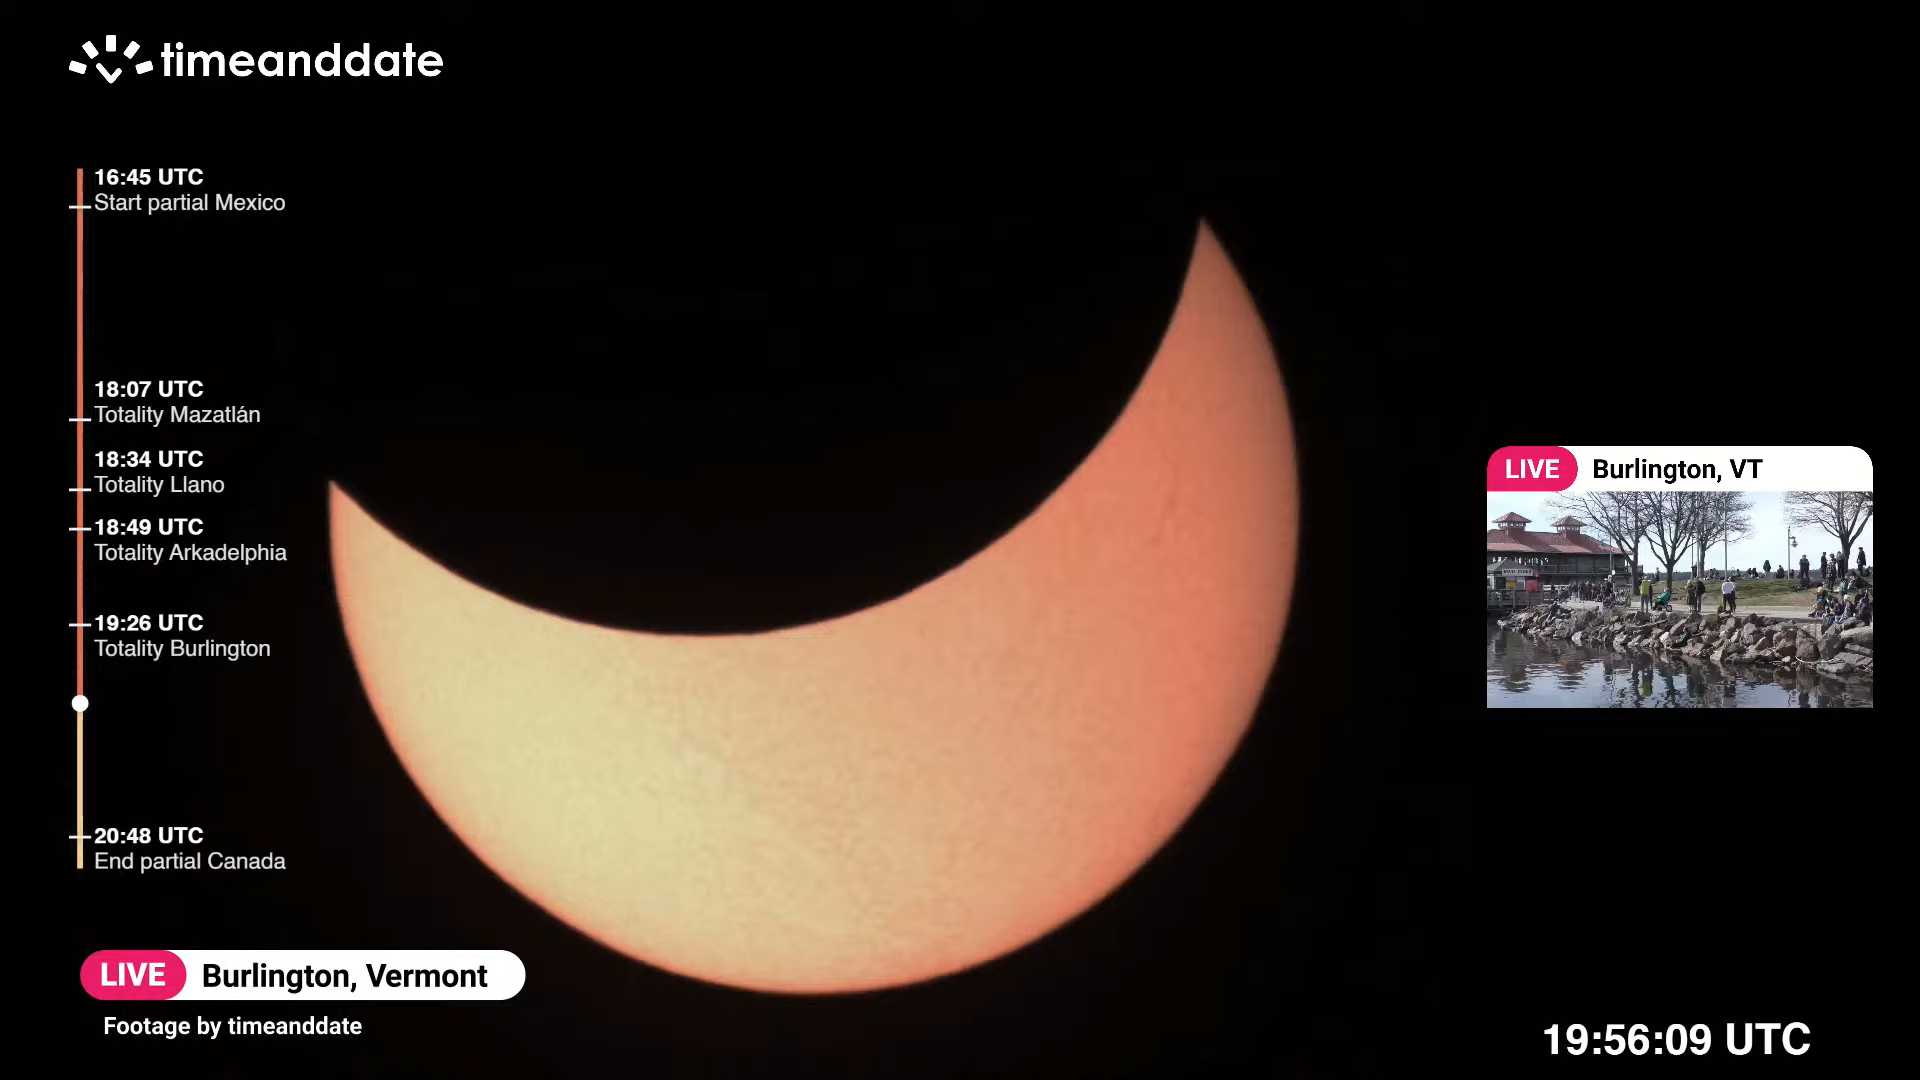 timeanddate
16:45 UTC
Start partial Mexico
18:07 UTC
Totality Mazatlán
18:34 UTC
Totality Llano
18:49 UTC
Totality Arkadelphia
19:26 UTC
Totality Burlington
20:48 UTC
End partial Canada
LIVE Burlington, VT
LIVE Burlington, Vermont
Footage by timeanddate
19:56:09 UTC